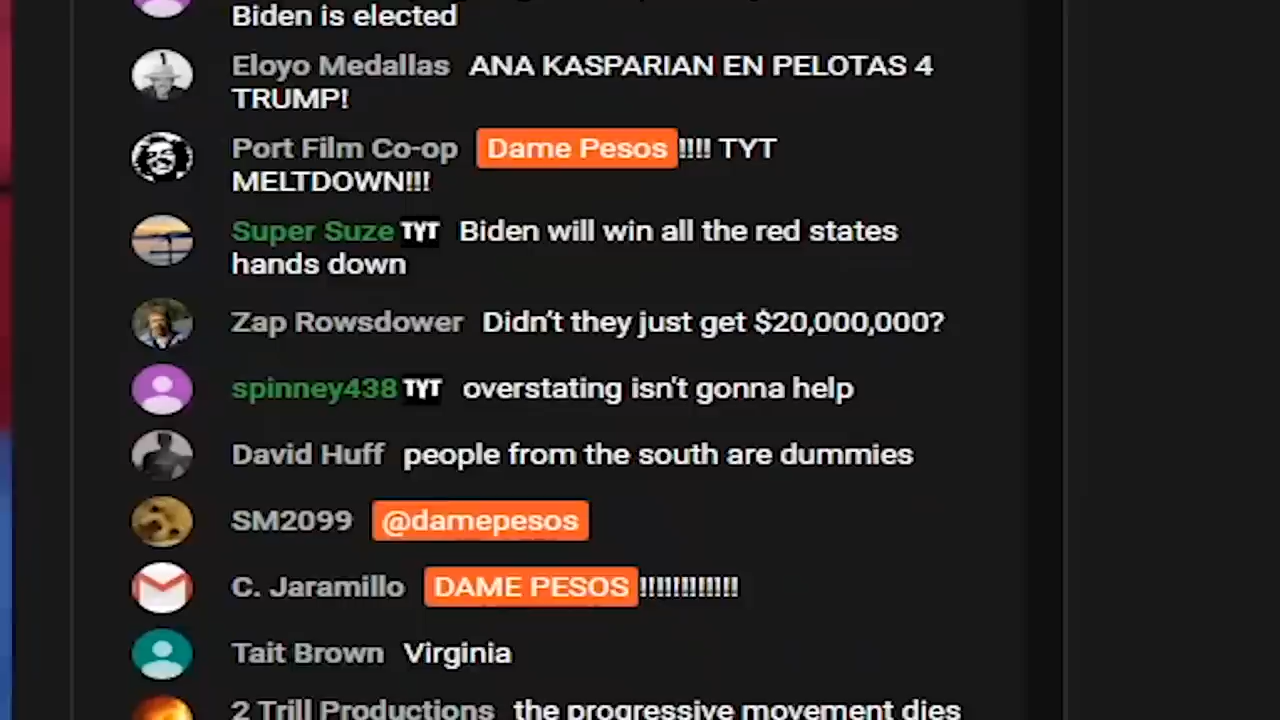 Biden is elected
Eloyo Medallas ANA KASPARIAN EN PELOTAS 4
TRUMP!
Port Film Co-op Dame Pesos!!!! TYT
MELTDOWN!!!
Super Suze TYT Biden will win all the red states
hands down
Zap Rowsdower Didn't they just get $20,000,000?
spinney438 TYT overstating isn't gonna help
David Huff people from the south are dummies
SM2099 @damepesos
C. Jaramillo DAME PESOS!!!!!!!!!!!!
Tait Brown Virginia
2 Trill Productions the progressive movement dies